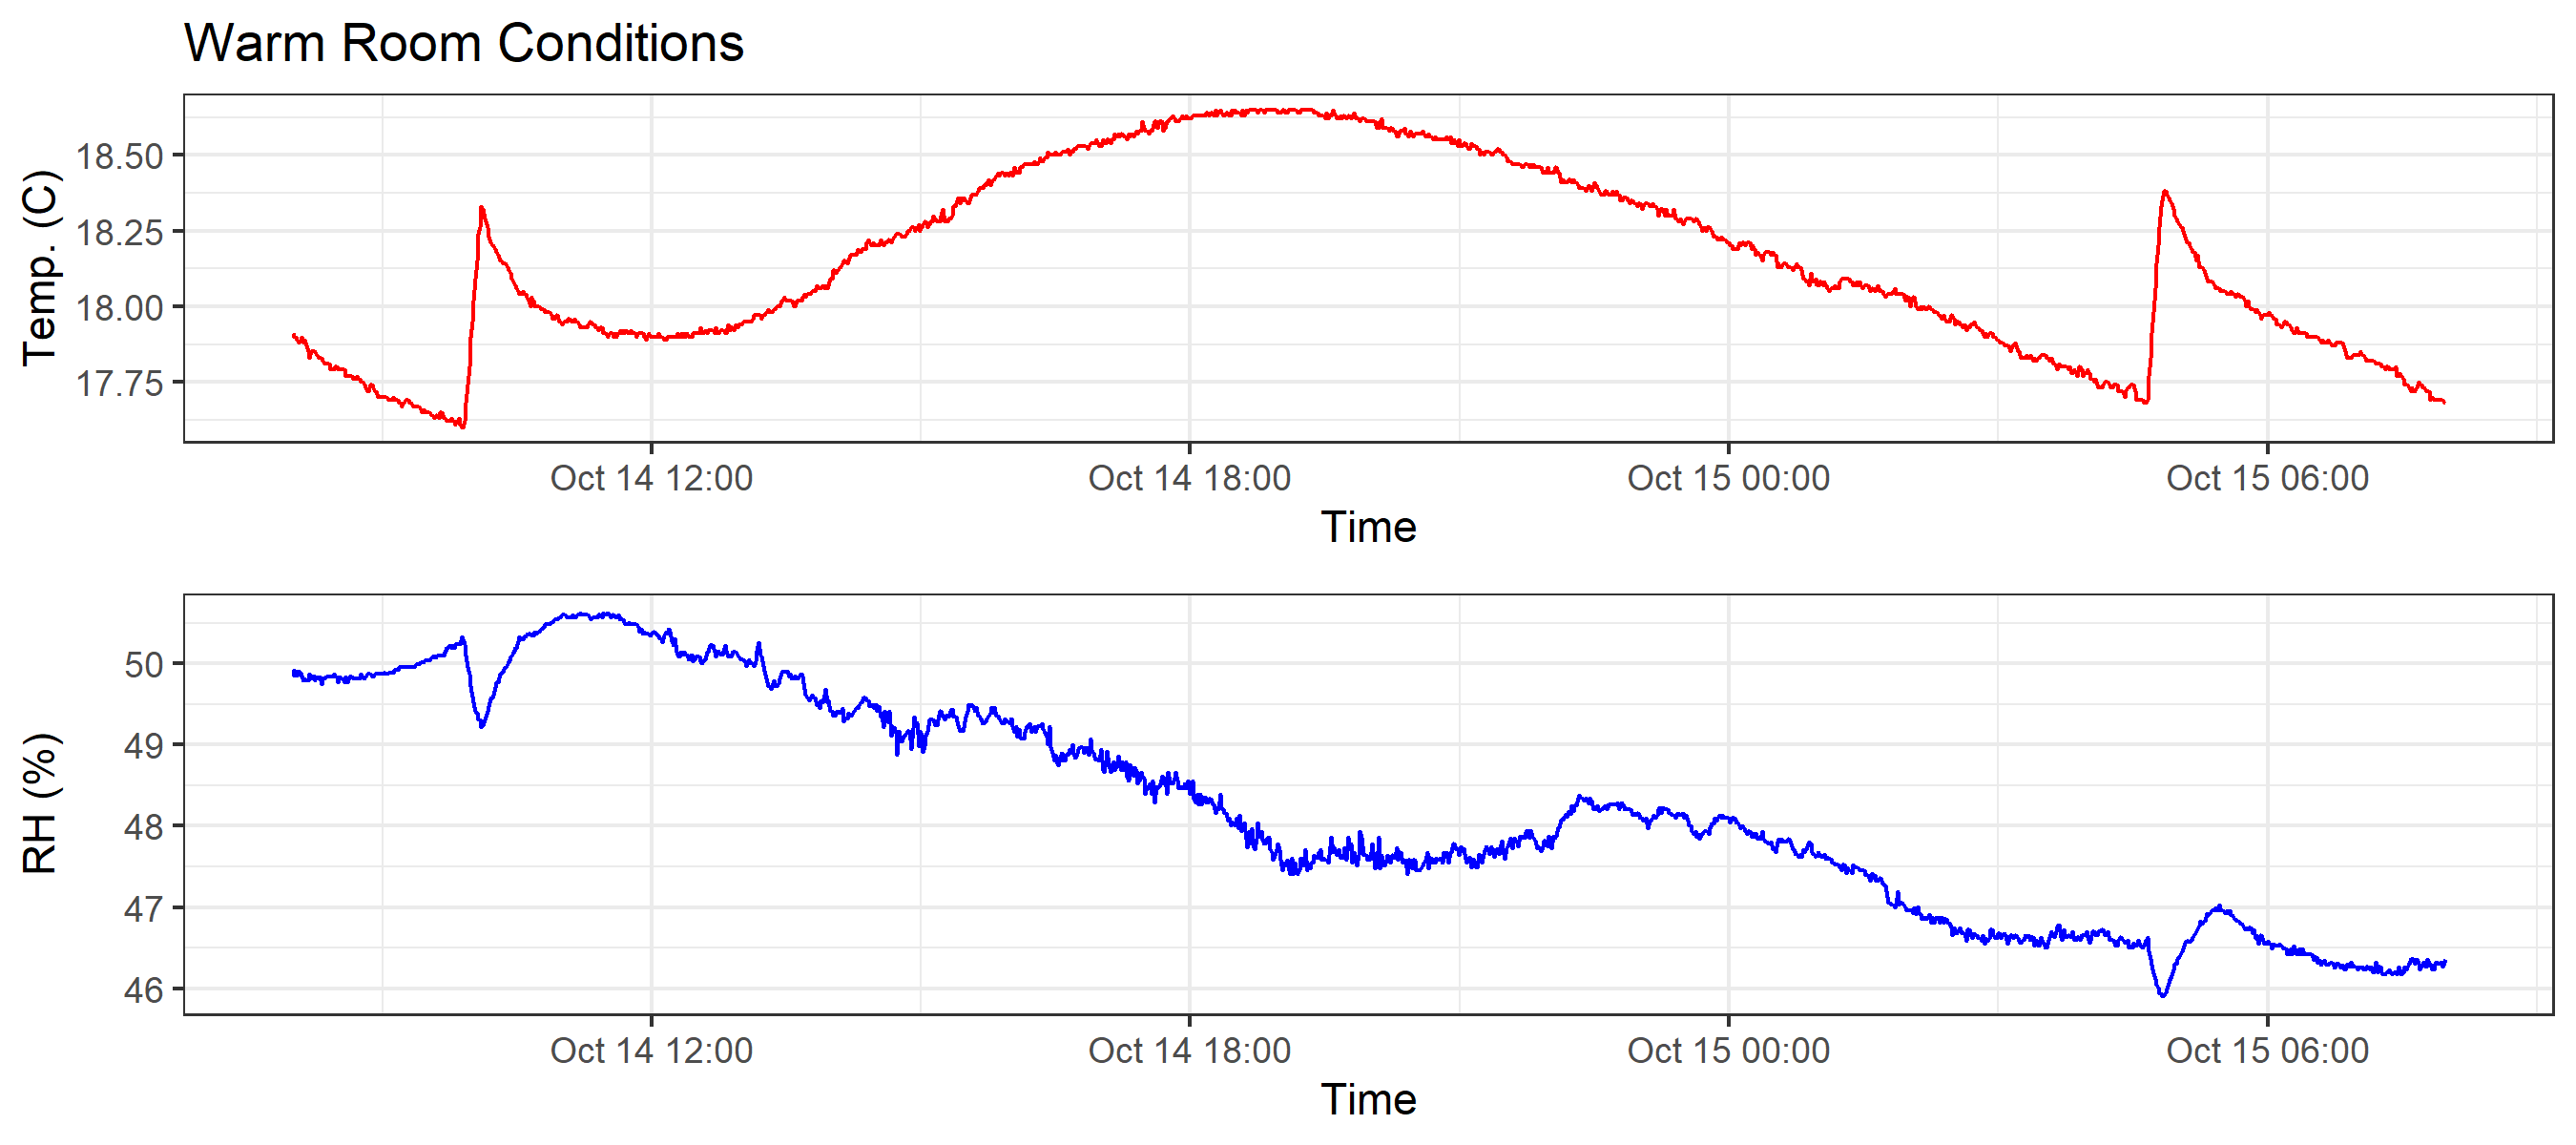 Warm Room Conditions
Temp. (C)
18.50
18.25
18.00
17.75
Oct 14 12:00 Oct 14 18:00 Oct 15 00:00 Oct 15 06:00
Time
RH (%)
50
49
48
47
46
Oct 14 12:00 Oct 14 18:00 Oct 15 00:00 Oct 15 06:00
Time